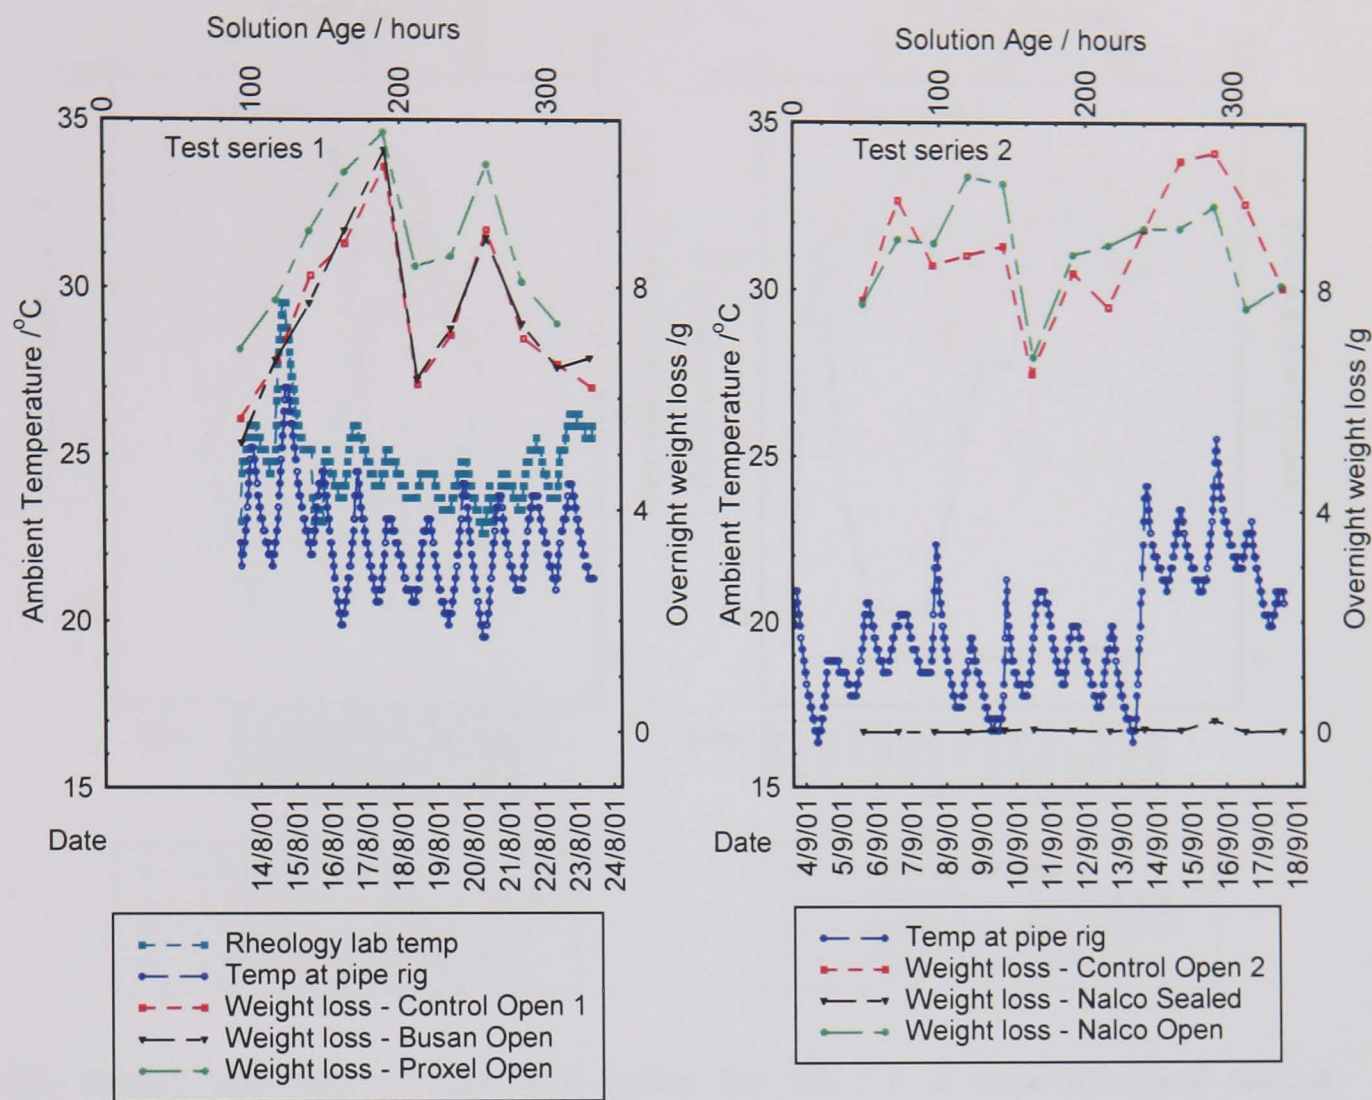 Solution Age / hours
0 100 200 300
35
30
25
20
15
Ambient Temperature /°C
Test series 1
8
4
0
Overnight weight loss /g
Date
14/8/01 15/8/01 16/8/01 17/8/01 18/8/01 19/8/01 20/8/01 21/8/01 22/8/01 23/8/01 24/8/01
Rheology lab temp
Temp at pipe rig
Weight loss - Control Open 1
Weight loss - Busan Open
Weight loss - Proxel Open
Solution Age / hours
0 100 200 300
35
30
25
20
15
Ambient Temperature /°C
Test series 2
8
4
0
Overnight weight loss /g
Date
4/9/01 5/9/01 6/9/01 7/9/01 8/9/01 9/9/01 10/9/01 11/9/01 12/9/01 13/9/01 14/9/01 15/9/01 16/9/01 17/9/01 18/9/01
Temp at pipe rig
Weight loss - Control Open 2
Weight loss - Nalco Sealed
Weight loss - Nalco Open